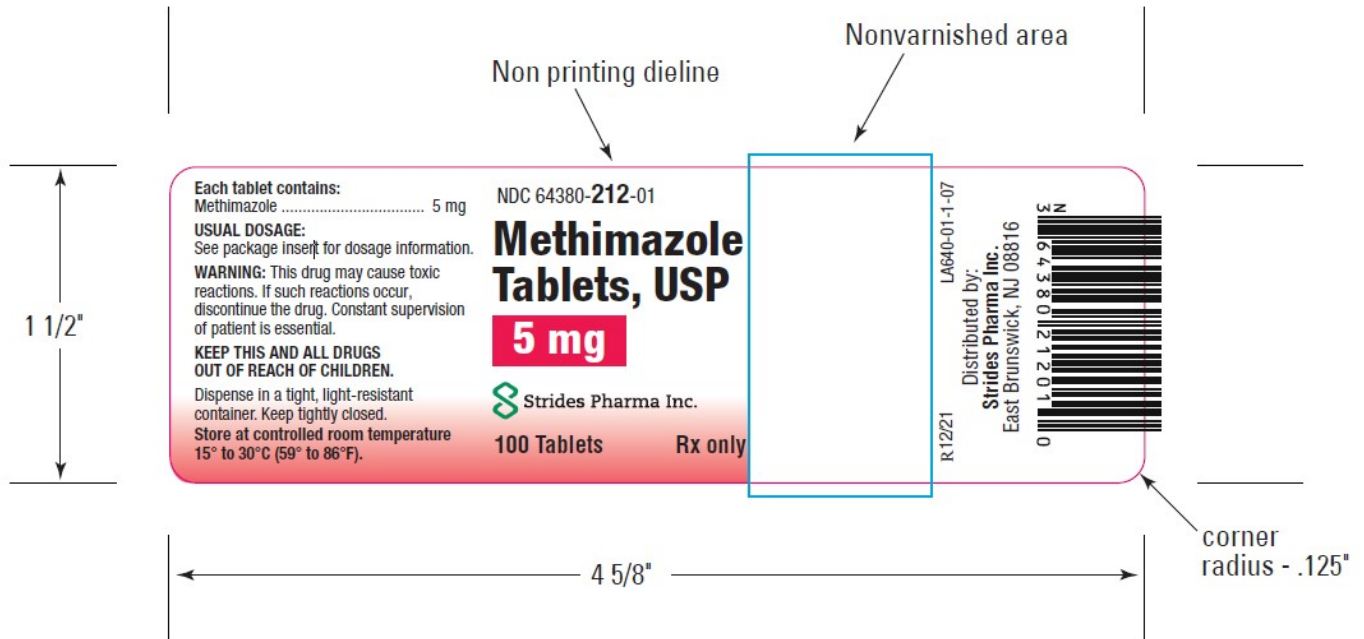 Nonvarnished area
Non printing dieline
1 1/2"
Each tablet contains:
Methimazole .................................. 5 mg
USUAL DOSAGE:
See package insert for dosage information.
WARNING: This drug may cause toxic
reactions. If such reactions occur,
discontinue the drug. Constant supervision
of patient is essential.
KEEP THIS AND ALL DRUGS
OUT OF REACH OF CHILDREN.
Dispense in a tight, light-resistant
container. Keep tightly closed.
Store at controlled room temperature
15° to 30°C (59° to 86°F).
NDC 64380-212-01
Methimazole
Tablets, USP
5 mg
Strides Pharma Inc.
100 Tablets Rx only
R 12/21 LA640-01-1-07
Distributed by:
Strides Pharma Inc.
East Brunswick, NJ 08816
N
3 64380 21201 0
corner
radius - .125"
4 5/8"